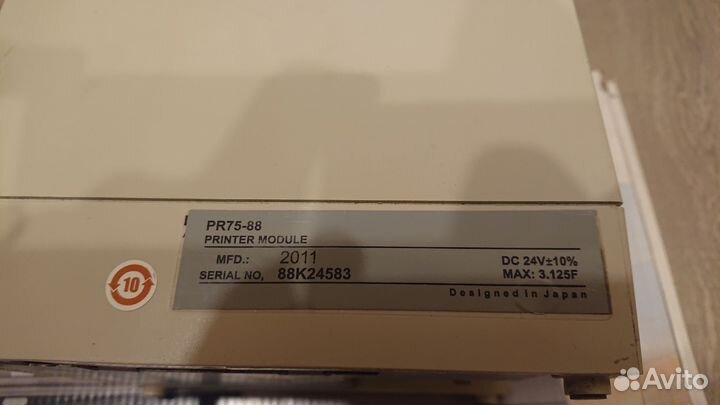 PR75-88
PRINTER MODULE
MFD.: 2011
DC 24V±10%
SERIAL NO, 88K24583
MAX: 3.125F
Designed in Japan
10
Avito